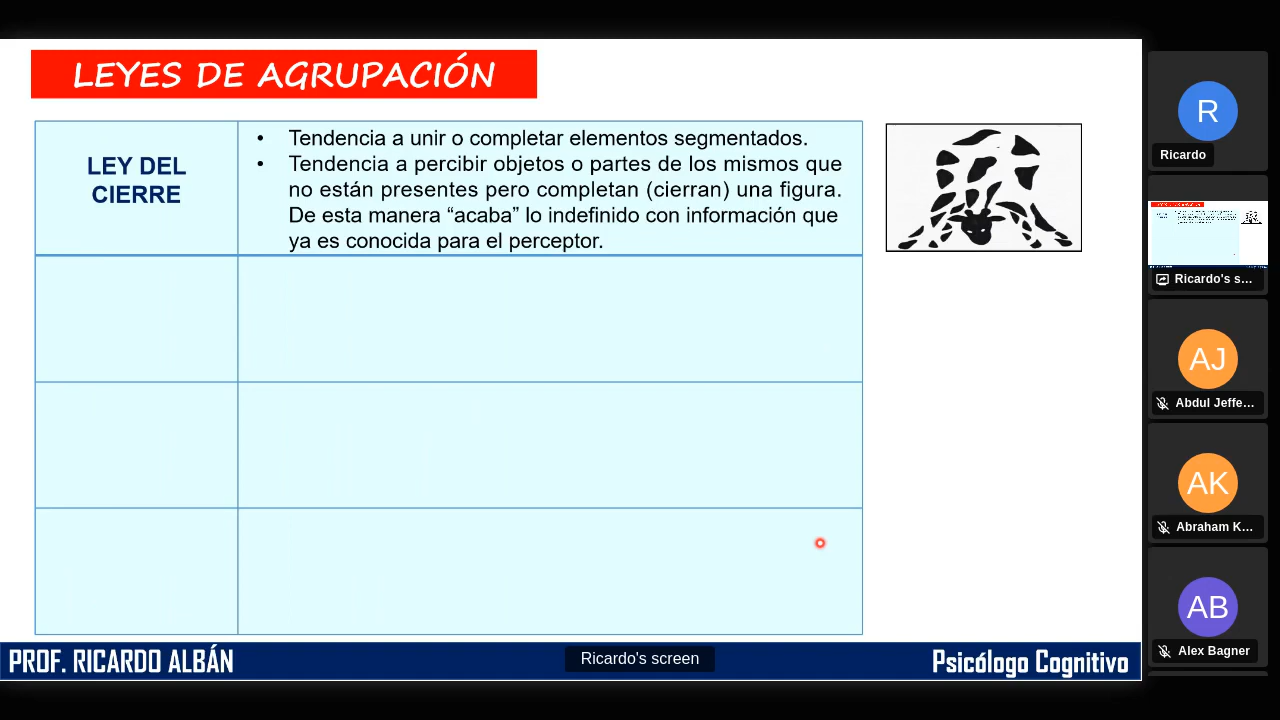 LEYES DE AGRUPACIÓN
LEY DEL
CIERRE
• Tendencia a unir o completar elementos segmentados.
• Tendencia a percibir objetos o partes de los mismos que
no están presentes pero completan (cierran) una figura.
De esta manera “acaba” lo indefinido con información que
ya es conocida para el perceptor.
PROF. RICARDO ALBÁN
Ricardo's screen
Psicólogo Cognitivo
R
Ricardo
Ricardo's s...
AJ
Abdul Jeffe...
AK
Abraham K...
AB
Alex Bagner